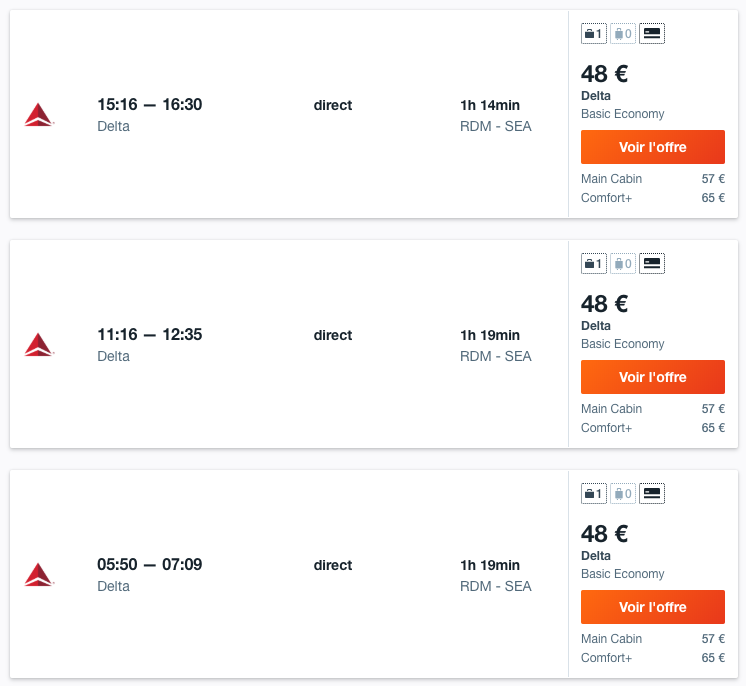 1 0
48 €
15:16 — 16:30 direct 1h 14min
Delta RDM - SEA
Delta
Basic Economy
Voir l'offre
Main Cabin 57 €
Comfort+ 65 €
1 0
48 €
11:16 — 12:35 direct 1h 19min
Delta RDM - SEA
Delta
Basic Economy
Voir l'offre
Main Cabin 57 €
Comfort+ 65 €
1 0
48 €
05:50 — 07:09 direct 1h 19min
Delta RDM - SEA
Delta
Basic Economy
Voir l'offre
Main Cabin 57 €
Comfort+ 65 €